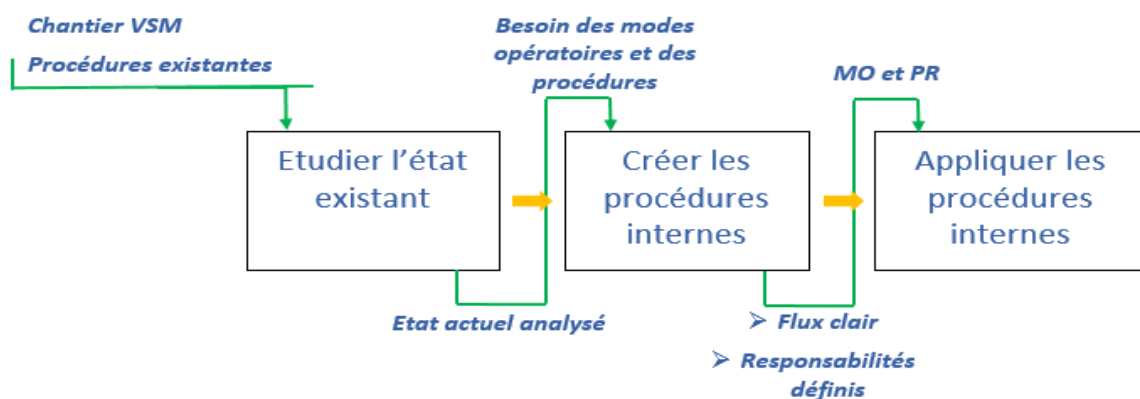 Chantier VSM
Procédures existantes
Besoin des modes
opératoires et des
procédures
MO et PR
Etudier l'état
existant
Créer les
procédures
internes
Appliquer les
procédures
internes
Etat actuel analysé
➢ Flux clair
➢ Responsabilités
définis